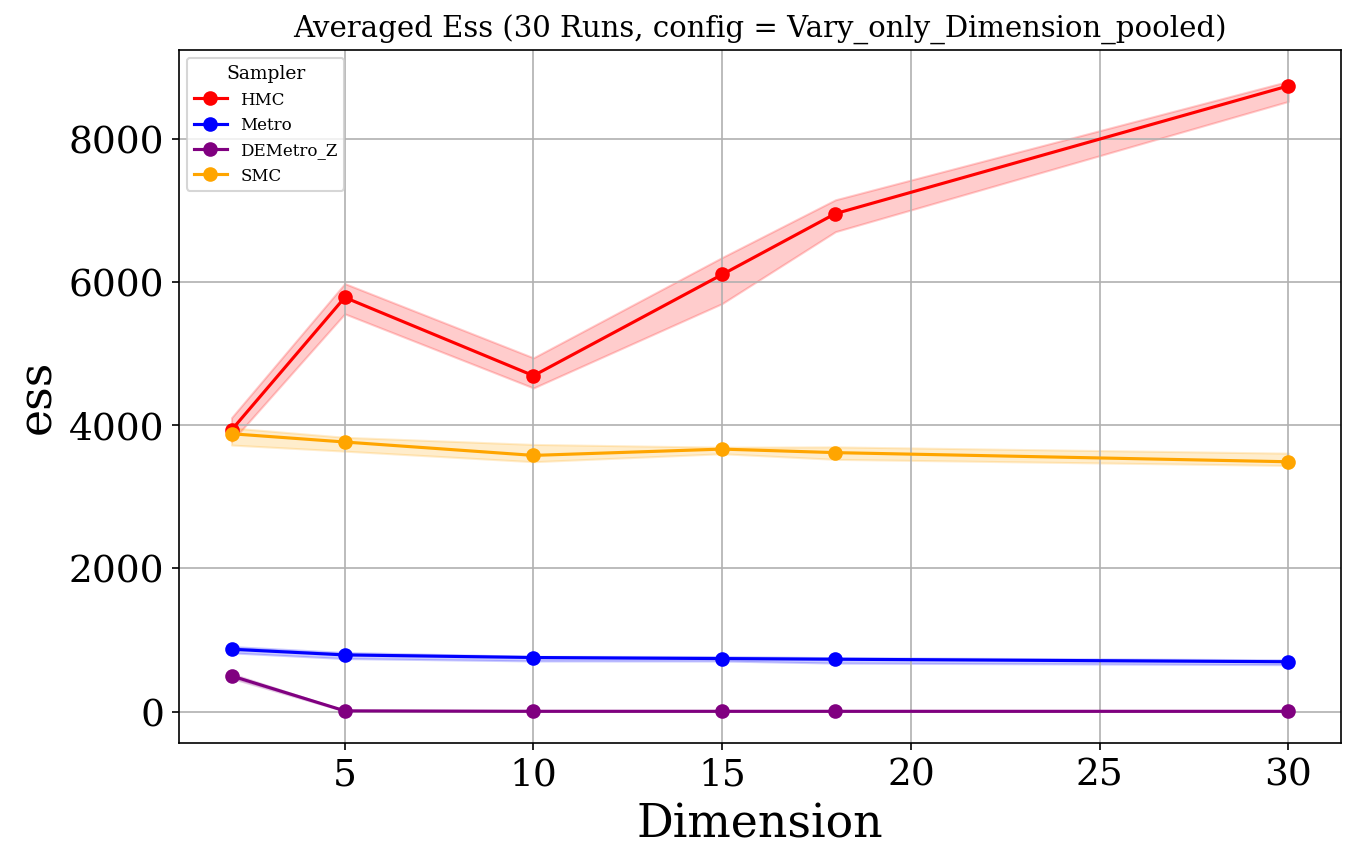 Averaged Ess (30 Runs, config = Vary_only_Dimension_pooled)
Sampler
HMC
Metro
DEMetro_Z
SMC
8000
6000
4000
2000
0
ess
5 10 15 20 25 30
Dimension